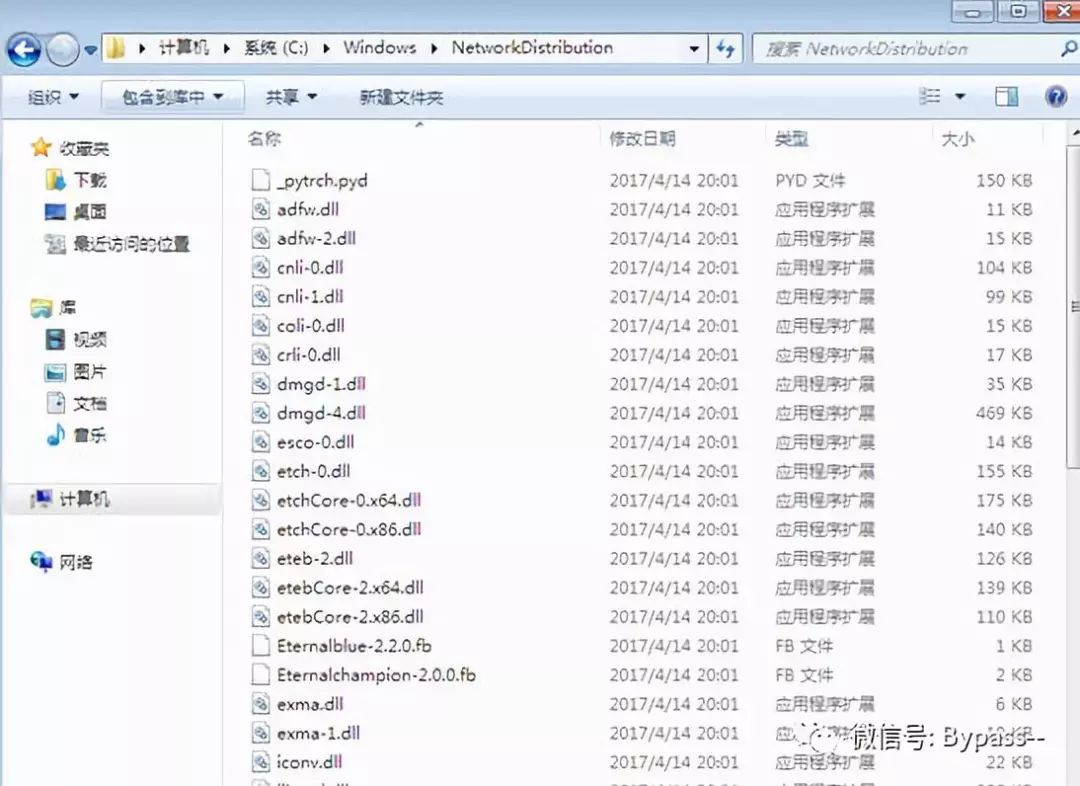 计算机 系统 (C:) Windows NetworkDistribution 搜索 NetworkDistribution
组织 包含到库中 共享 新建文件夹
名称 修改日期 类型 大小
收藏夹
下载
桌面
最近访问的位置
库
视频
图片
文档
音乐
计算机
网络
_pytrch.pyd 2017/4/14 20:01 PYD 文件 150 KB
adfw.dll 2017/4/14 20:01 应用程序扩展 11 KB
adfw-2.dll 2017/4/14 20:01 应用程序扩展 15 KB
cnli-0.dll 2017/4/14 20:01 应用程序扩展 104 KB
cnli-1.dll 2017/4/14 20:01 应用程序扩展 99 KB
coli-0.dll 2017/4/14 20:01 应用程序扩展 15 KB
crli-0.dll 2017/4/14 20:01 应用程序扩展 17 KB
dmgd-1.dll 2017/4/14 20:01 应用程序扩展 35 KB
dmgd-4.dll 2017/4/14 20:01 应用程序扩展 469 KB
esco-0.dll 2017/4/14 20:01 应用程序扩展 14 KB
etch-0.dll 2017/4/14 20:01 应用程序扩展 155 KB
etchCore-0.x64.dll 2017/4/14 20:01 应用程序扩展 175 KB
etchCore-0.x86.dll 2017/4/14 20:01 应用程序扩展 140 KB
eteb-2.dll 2017/4/14 20:01 应用程序扩展 126 KB
etebCore-2.x64.dll 2017/4/14 20:01 应用程序扩展 139 KB
etebCore-2.x86.dll 2017/4/14 20:01 应用程序扩展 110 KB
Eternalblue-2.2.0.fb 2017/4/14 20:01 FB 文件 1 KB
Eternalchampion-2.0.0.fb 2017/4/14 20:01 FB 文件 2 KB
exma.dll 2017/4/14 20:01 应用程序扩展 6 KB
exma-1.dll 2017/4/14 20:01
微信号: Bypass--
iconv.dll 2017/4/14 20:01 应用程序扩展 22 KB